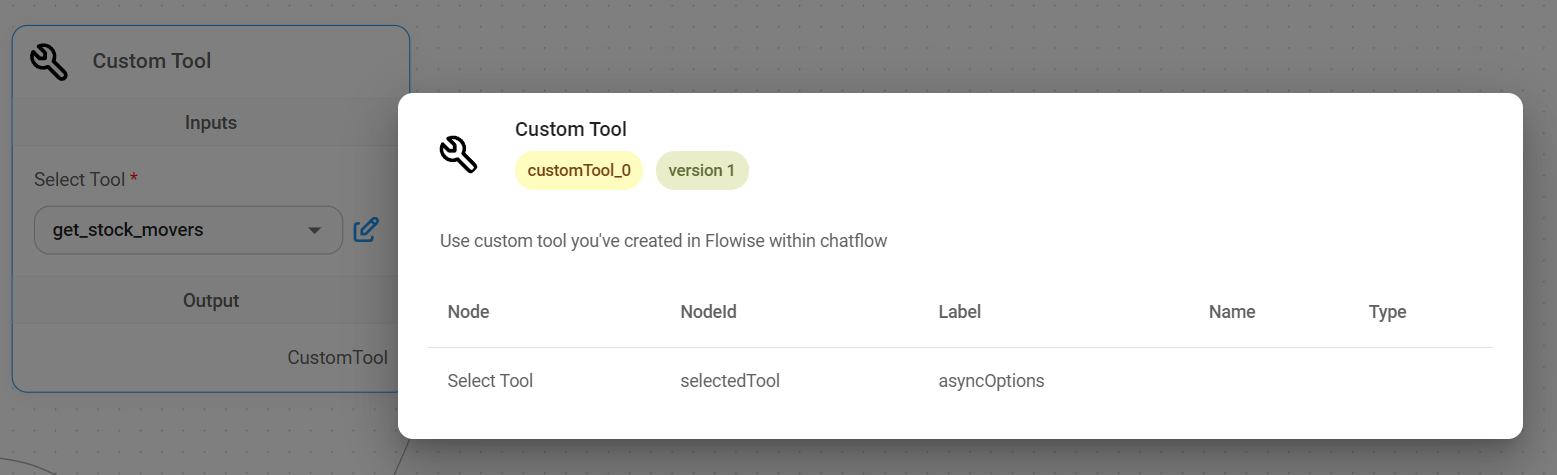 Custom Tool
Inputs
Select Tool *
get_stock_movers
Output
CustomTool
Custom Tool
customTool_0 version 1
Use custom tool you've created in Flowise within chatflow
Node NodeId Label Name Type
Select Tool selectedTool asyncOptions